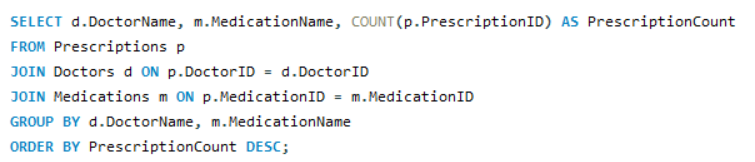 SELECT d.DoctorName, m.MedicationName, COUNT(p.PrescriptionID) AS PrescriptionCount
FROM Prescriptions p
JOIN Doctors d ON p.DoctorID = d.DoctorID
JOIN Medications m ON p.MedicationID = m.MedicationID
GROUP BY d.DoctorName, m.MedicationName
ORDER BY PrescriptionCount DESC;